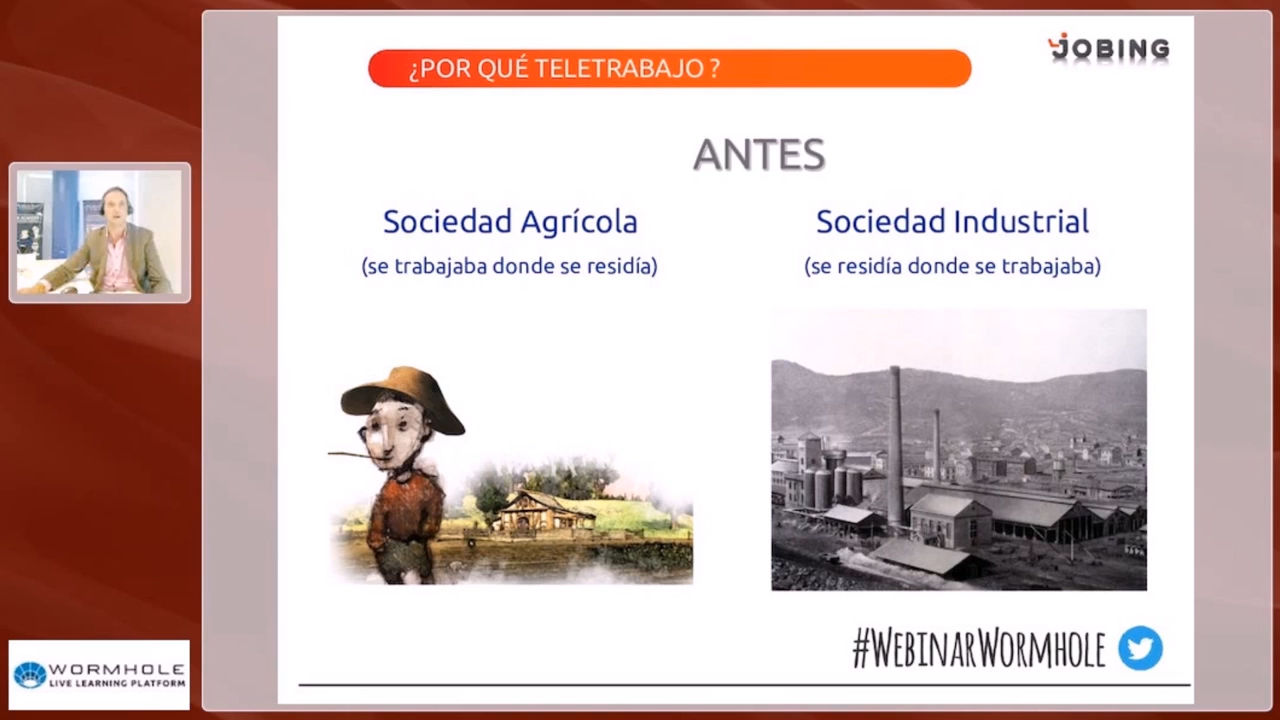 ¿POR QUÉ TELETRABAJO ?
JOBING
ANTES
Sociedad Agrícola
(se trabajaba donde se residía)
Sociedad Industrial
(se residía donde se trabajaba)
#WEBINARWORMHOLE
WORMHOLE
LIVE LEARNING PLATFORM